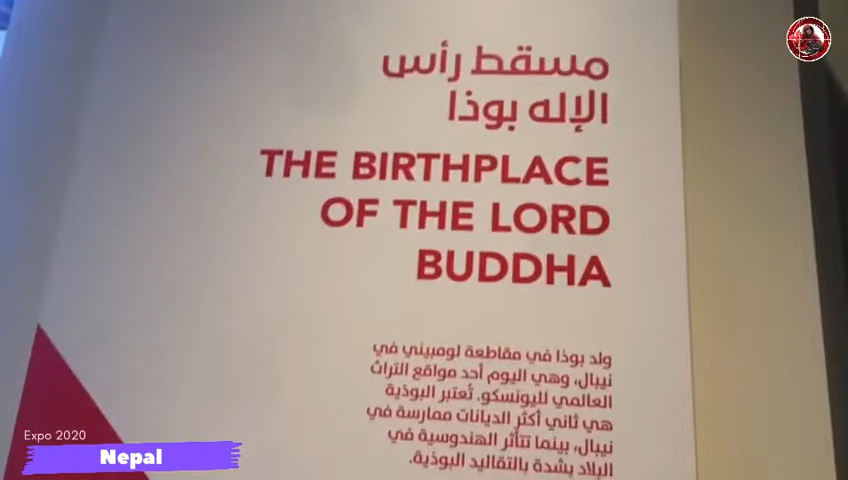 مسقط رأس
الإله بوذا
THE BIRTHPLACE
OF THE LORD
BUDDHA
ولد بوذا في مقاطعة لومبيني في
نيبال، وهي اليوم أحد مواقع التراث
العالمي لليونسكو. تُعتبر البوذية
هي ثاني أكثر الديانات ممارسة في
نيبال، بينما تتأثر الهندوسية في
البلاد بشدة بالتقاليد البوذية.
Expo 2020
Nepal